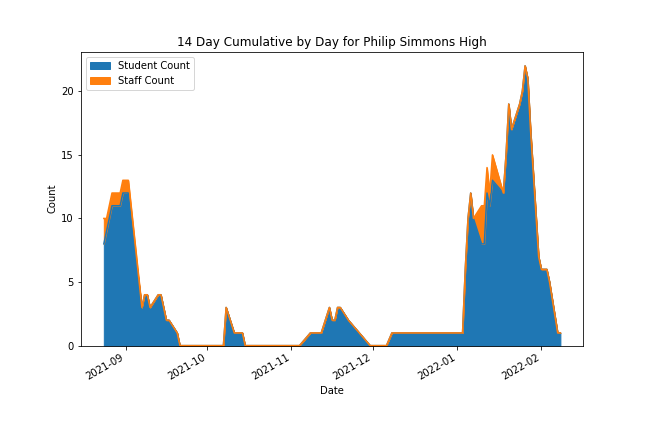 14 Day Cumulative by Day for Philip Simmons High
Student Count
Staff Count
20
15
10
5
0
Count
2021-09
2021-10
2021-11
2021-12
2022-01
2022-02
Date